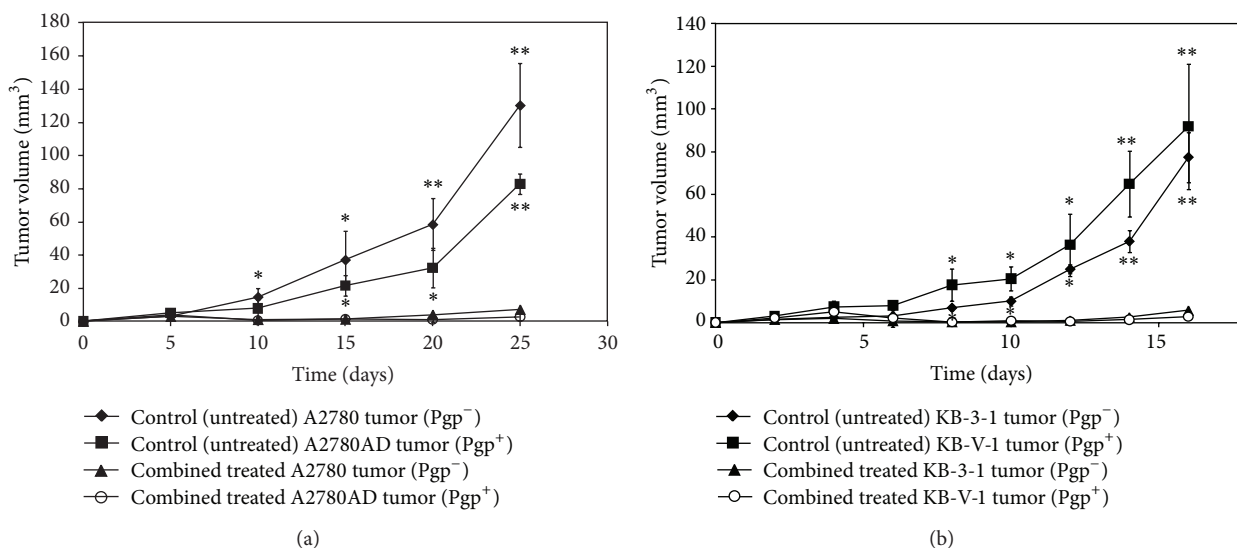 180
160
140
120
100
80
60
40
20
0
Tumor volume (mm³)
0 5 10 15 20 25 30
Time (days)
* * ** **
* * **
Control (untreated) A2780 tumor (Pgp⁻)
Control (untreated) A2780AD tumor (Pgp⁺)
Combined treated A2780 tumor (Pgp⁻)
Combined treated A2780AD tumor (Pgp⁺)
(a)
140
120
100
80
60
40
20
0
Tumor volume (mm³)
0 5 10 15
Time (days)
* * * ** **
* * * ** **
Control (untreated) KB-3-1 tumor (Pgp⁻)
Control (untreated) KB-V-1 tumor (Pgp⁺)
Combined treated KB-3-1 tumor (Pgp⁻)
Combined treated KB-V-1 tumor (Pgp⁺)
(b)